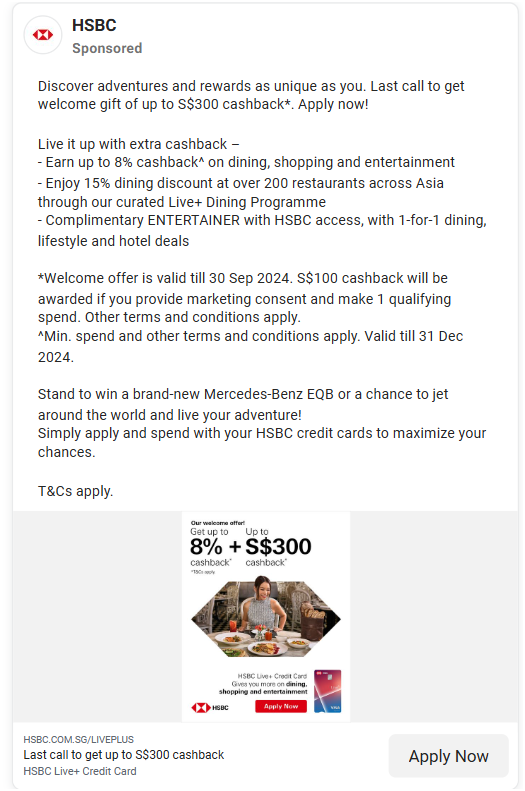 HSBC
Sponsored
Discover adventures and rewards as unique as you. Last call to get
welcome gift of up to S$300 cashback*. Apply now!
Live it up with extra cashback –
- Earn up to 8% cashback^ on dining, shopping and entertainment
- Enjoy 15% dining discount at over 200 restaurants across Asia
through our curated Live+ Dining Programme
- Complimentary ENTERTAINER with HSBC access, with 1-for-1 dining,
lifestyle and hotel deals
*Welcome offer is valid till 30 Sep 2024. S$100 cashback will be
awarded if you provide marketing consent and make 1 qualifying
spend. Other terms and conditions apply.
^Min. spend and other terms and conditions apply. Valid till 31 Dec
2024.
Stand to win a brand-new Mercedes-Benz EQB or a chance to jet
around the world and live your adventure!
Simply apply and spend with your HSBC credit cards to maximize your
chances.
T&Cs apply.
Our welcome offer!
Get up to Up to
8% + S$300
cashback* cashback*
*T&Cs apply
HSBC Live+ Credit Card
Gives you more on dining,
shopping and entertainment
HSBC
Apply Now
VISA
HSBC.COM.SG/LIVEPLUS
Last call to get up to S$300 cashback
HSBC Live+ Credit Card
Apply Now